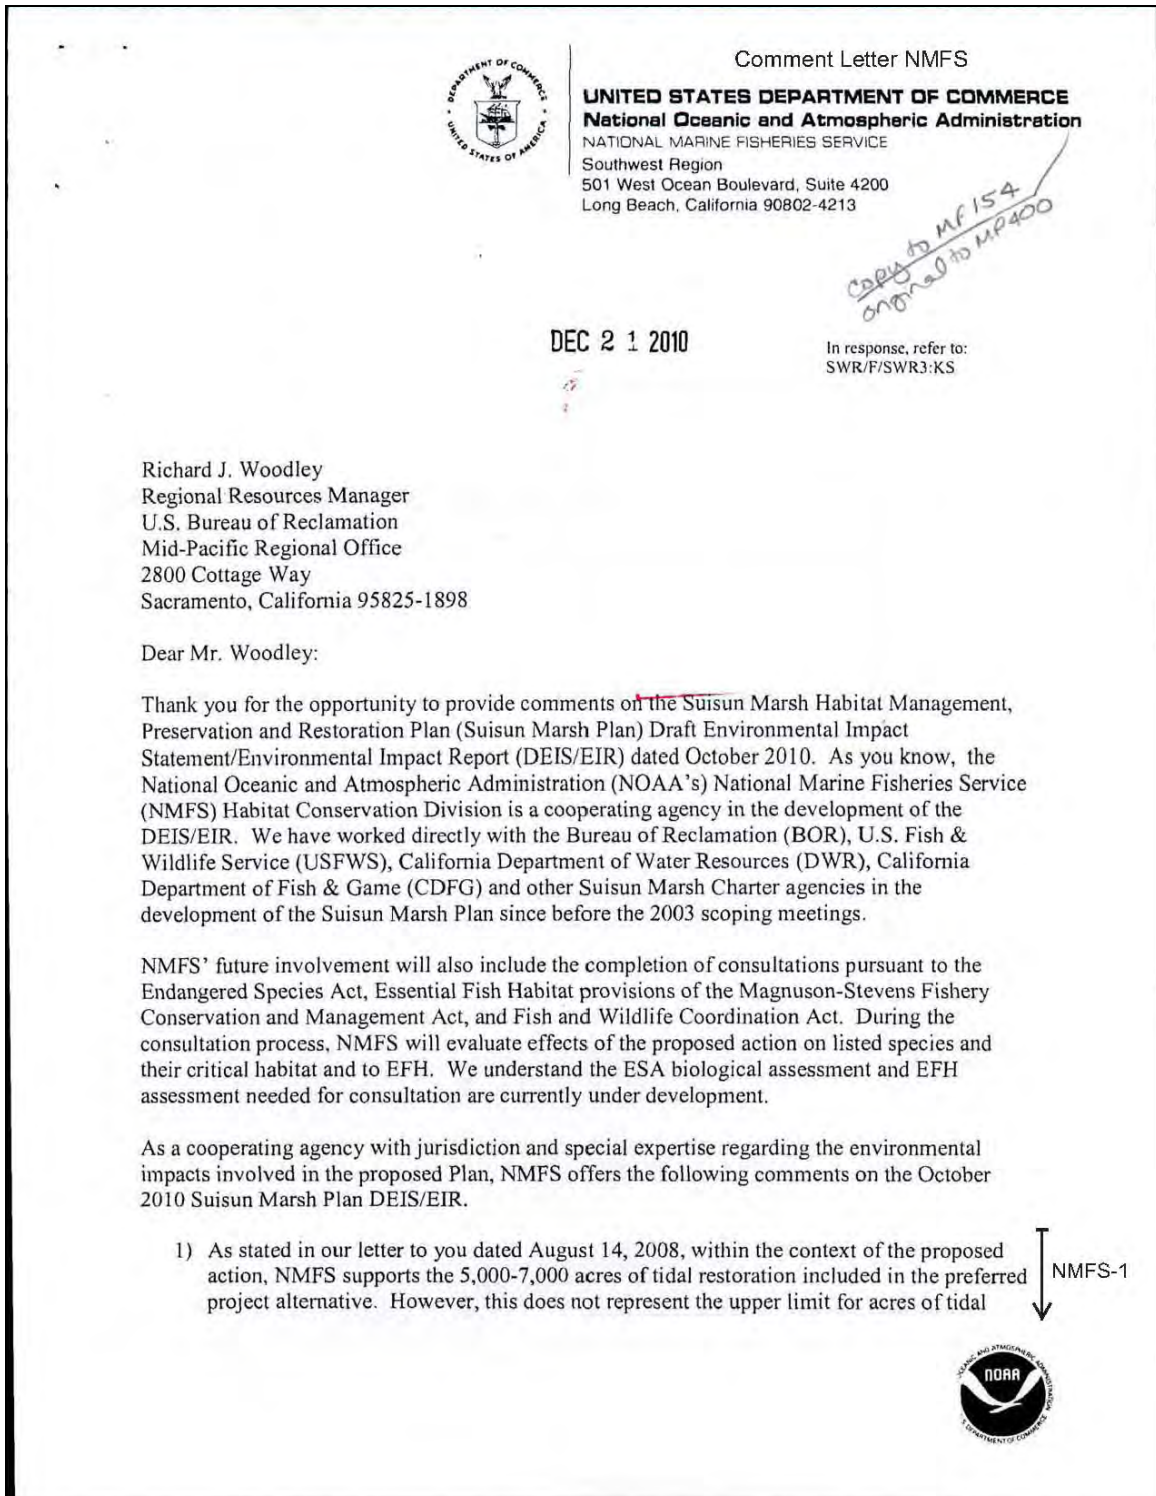 Comment Letter NMFS
DEPARTMENT OF COMMERCE
UNITED STATES OF AMERICA
UNITED STATES DEPARTMENT OF COMMERCE
National Oceanic and Atmospheric Administration
NATIONAL MARINE FISHERIES SERVICE
Southwest Region
501 West Ocean Boulevard, Suite 4200
Long Beach, California 90802-4213
copy to MF 154
original to MP400
DEC 2 1 2010
In response, refer to:
SWR/F/SWR3:KS
Richard J. Woodley
Regional Resources Manager
U.S. Bureau of Reclamation
Mid-Pacific Regional Office
2800 Cottage Way
Sacramento, California 95825-1898
Dear Mr. Woodley:
Thank you for the opportunity to provide comments on the Suisun Marsh Habitat Management,
Preservation and Restoration Plan (Suisun Marsh Plan) Draft Environmental Impact
Statement/Environmental Impact Report (DEIS/EIR) dated October 2010. As you know, the
National Oceanic and Atmospheric Administration (NOAA's) National Marine Fisheries Service
(NMFS) Habitat Conservation Division is a cooperating agency in the development of the
DEIS/EIR. We have worked directly with the Bureau of Reclamation (BOR), U.S. Fish &
Wildlife Service (USFWS), California Department of Water Resources (DWR), California
Department of Fish & Game (CDFG) and other Suisun Marsh Charter agencies in the
development of the Suisun Marsh Plan since before the 2003 scoping meetings.
NMFS' future involvement will also include the completion of consultations pursuant to the
Endangered Species Act, Essential Fish Habitat provisions of the Magnuson-Stevens Fishery
Conservation and Management Act, and Fish and Wildlife Coordination Act. During the
consultation process, NMFS will evaluate effects of the proposed action on listed species and
their critical habitat and to EFH. We understand the ESA biological assessment and EFH
assessment needed for consultation are currently under development.
As a cooperating agency with jurisdiction and special expertise regarding the environmental
impacts involved in the proposed Plan, NMFS offers the following comments on the October
2010 Suisun Marsh Plan DEIS/EIR.
1) As stated in our letter to you dated August 14, 2008, within the context of the proposed
action, NMFS supports the 5,000-7,000 acres of tidal restoration included in the preferred
project alternative. However, this does not represent the upper limit for acres of tidal
NMFS-1
NOAA